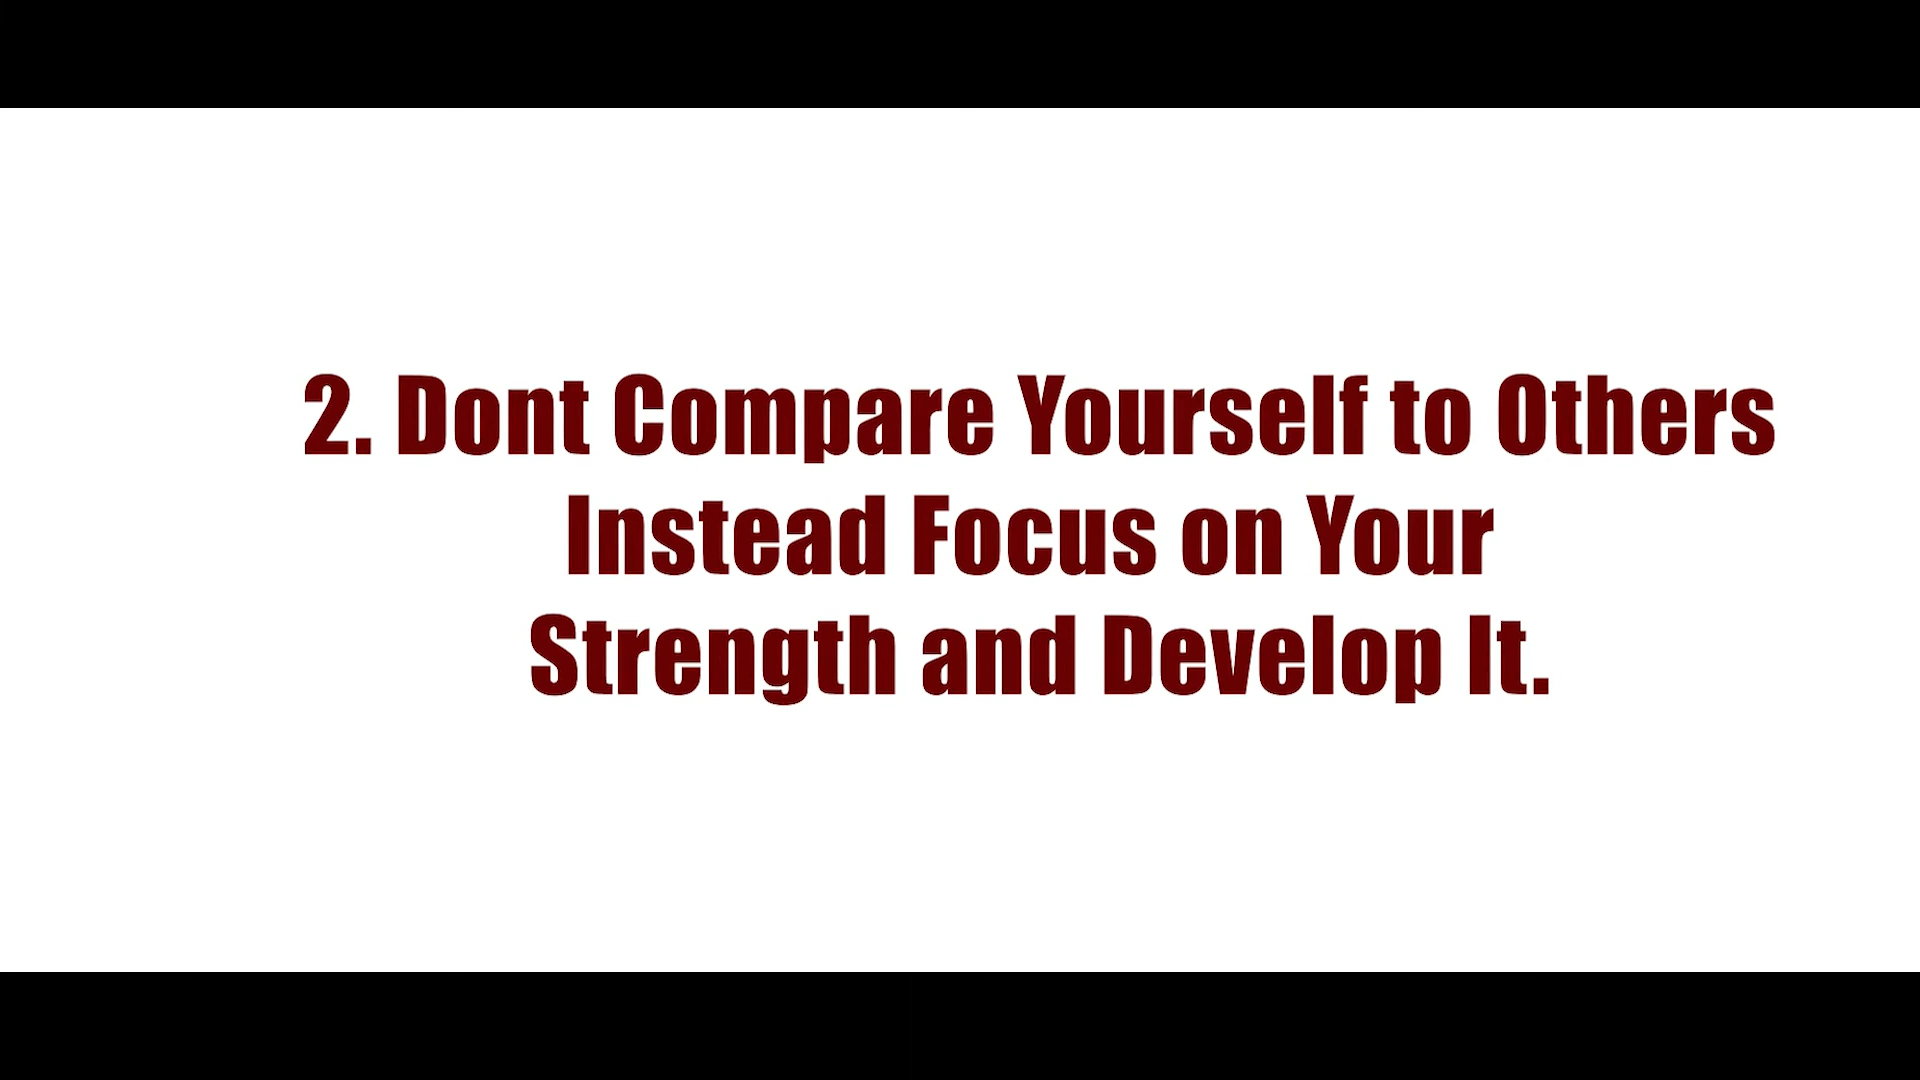 2. Dont Compare Yourself to Others
Instead Focus on Your
Strength and Develop It.